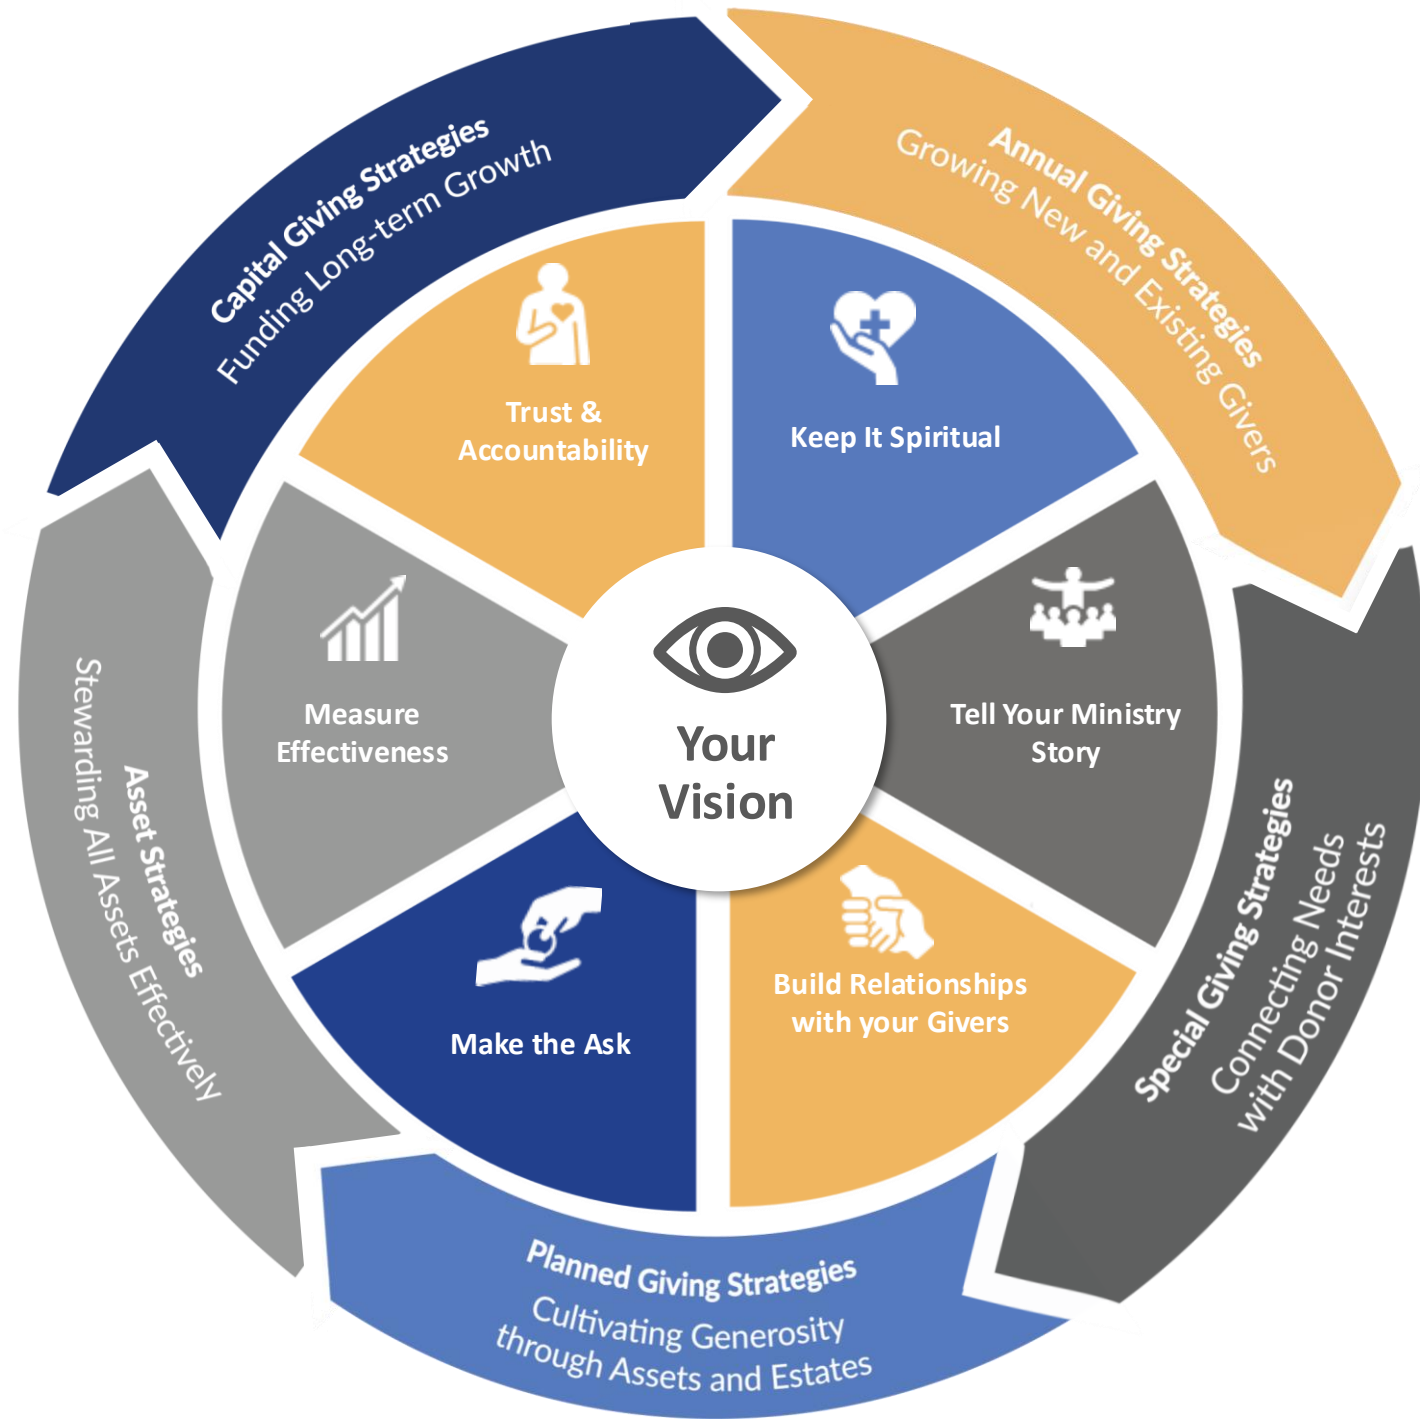 Capital Giving Strategies
Funding Long-term Growth
Annual Giving Strategies
Growing New and Existing Givers
Trust &
Accountability
Keep It Spiritual
Measure
Effectiveness
Your
Vision
Tell Your Ministry
Story
Make the Ask
Build Relationships
with your Givers
Asset Strategies
Stewarding All Assets Effectively
Special Giving Strategies
Connecting Needs
with Donor Interests
Planned Giving Strategies
Cultivating Generosity
through Assets and Estates